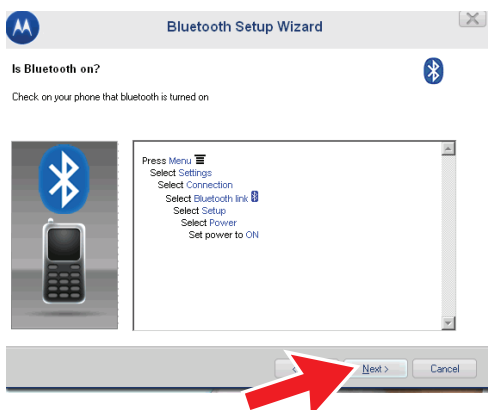 Bluetooth Setup Wizard
Is Bluetooth on?
Check on your phone that bluetooth is turned on
Press Menu
Select Settings
Select Connection
Select Bluetooth link
Select Setup
Select Power
Set power to ON
Next >
Cancel